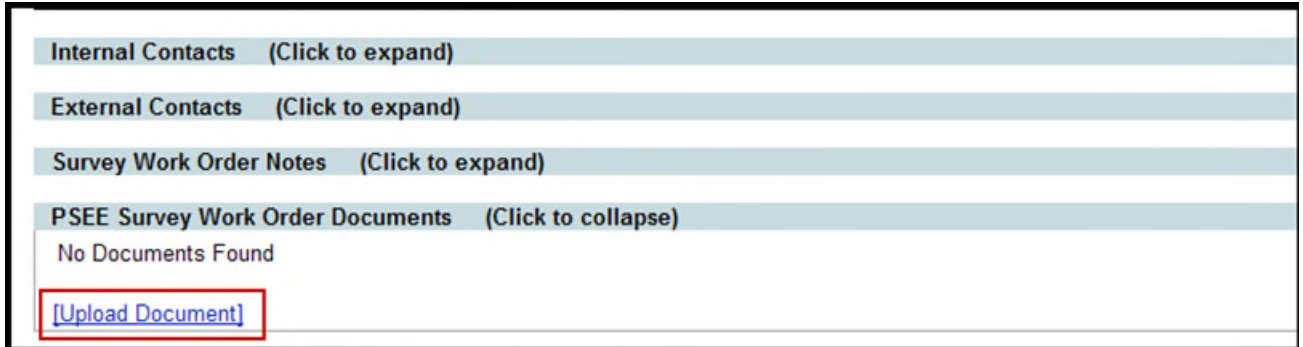 Internal Contacts (Click to expand)
External Contacts (Click to expand)
Survey Work Order Notes (Click to expand)
PSEE Survey Work Order Documents (Click to collapse)
No Documents Found
[Upload Document]